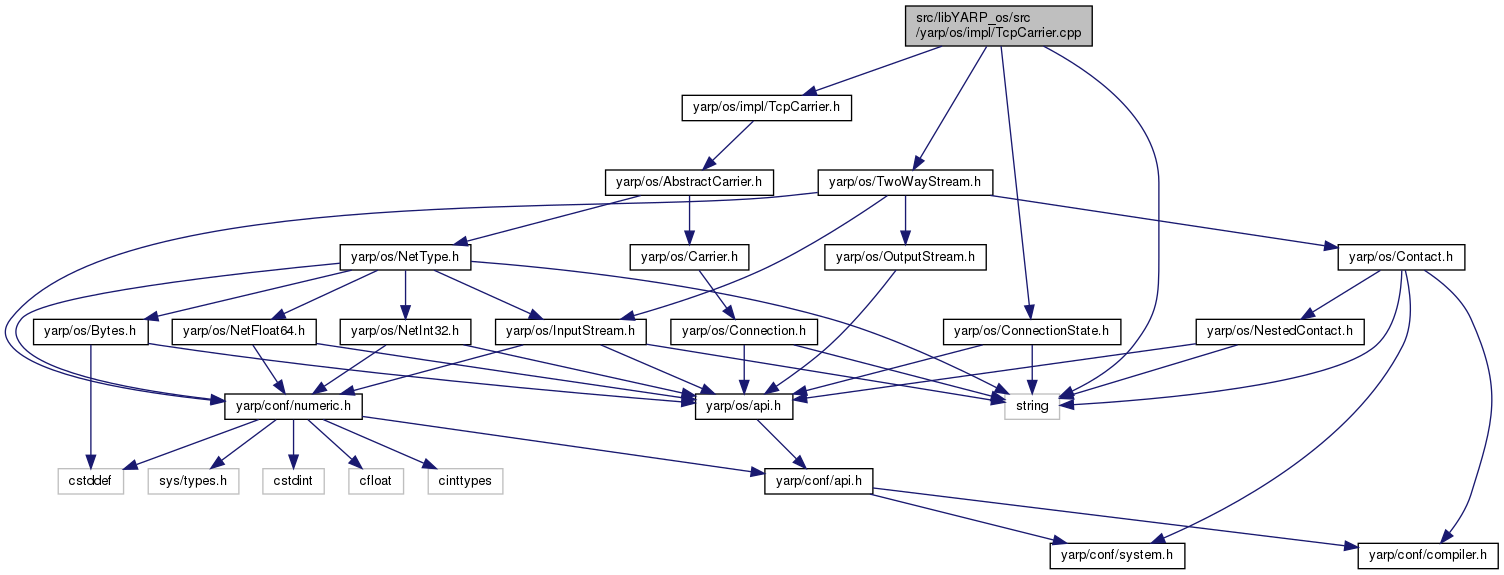 src/libYARP_os/src
/yarp/os/impl/TcpCarrier.cpp
yarp/os/impl/TcpCarrier.h
yarp/os/AbstractCarrier.h
yarp/os/TwoWayStream.h
yarp/os/NetType.h
yarp/os/Carrier.h
yarp/os/OutputStream.h
yarp/os/Contact.h
yarp/os/Bytes.h
yarp/os/NetFloat64.h
yarp/os/NetInt32.h
yarp/os/InputStream.h
yarp/os/Connection.h
yarp/os/ConnectionState.h
yarp/os/NestedContact.h
yarp/conf/numeric.h
yarp/os/api.h
string
cstddef
sys/types.h
cstdint
cfloat
cinttypes
yarp/conf/api.h
yarp/conf/system.h
yarp/conf/compiler.h